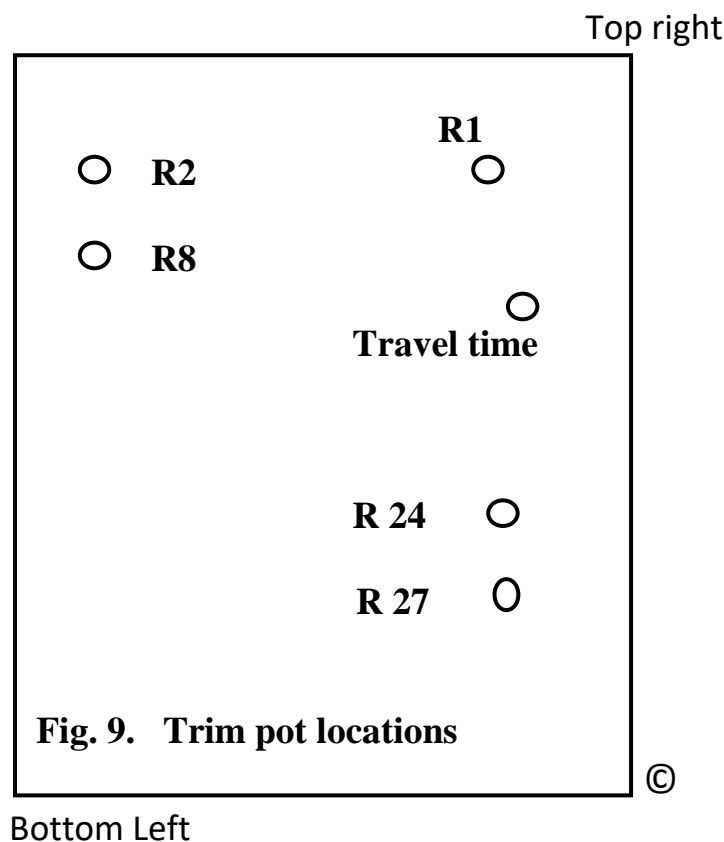 Top right
R1
R2
R8
Travel time
R 24
R 27
Fig. 9.   Trim pot locations
©
Bottom Left